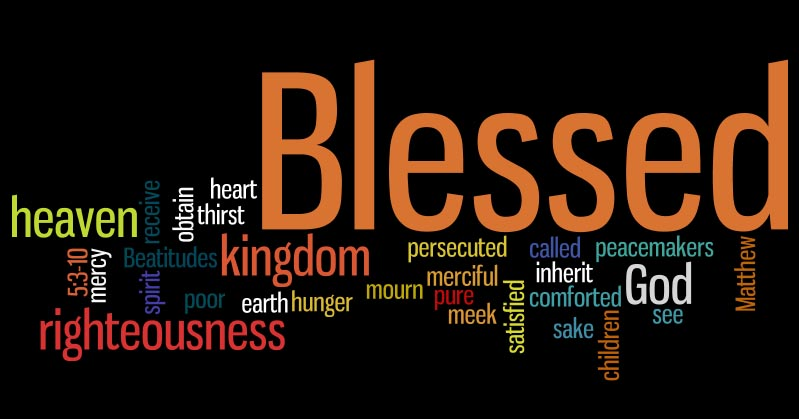 Blessed
heaven
receive
obtain
heart
thirst
5:3-10
mercy
Beatitudes
spirit
kingdom
poor
earth
hunger
righteousness
mourn
persecuted
merciful
pure
meek
satisfied
called
peacemakers
inherit
comforted
God
see
sake
children
Matthew